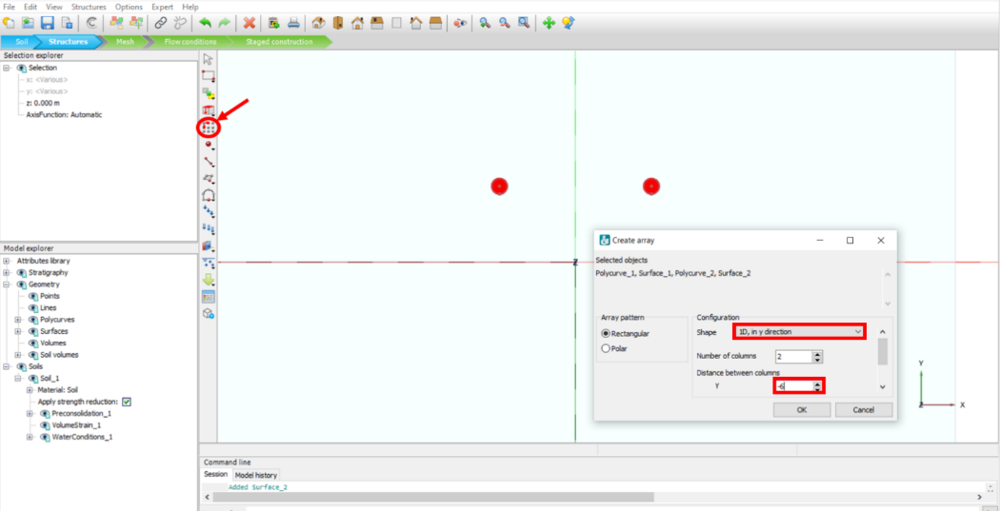 File Edit View Structures Options Expert Help
Soil Structures Mesh Flow conditions Staged construction
Selection explorer
Selection
x: <Various>
y: <Various>
z: 0.000 m
AxisFunction: Automatic
Model explorer
Attributes library
Stratigraphy
Geometry
Points
Lines
Polycurves
Surfaces
Volumes
Soil volumes
Soils
Soil_1
Material: Soil
Apply strength reduction:
Preconsolidation_1
VolumeStrain_1
WaterConditions_1
Z
Create array
Selected objects
Polycurve_1, Surface_1, Polycurve_2, Surface_2
Array pattern
Rectangular
Polar
Configuration
Shape 1D, in y direction
Number of columns 2
Distance between columns
Y -6
OK Cancel
Y
Z X
Command line
Session Model history
Added Surface_2